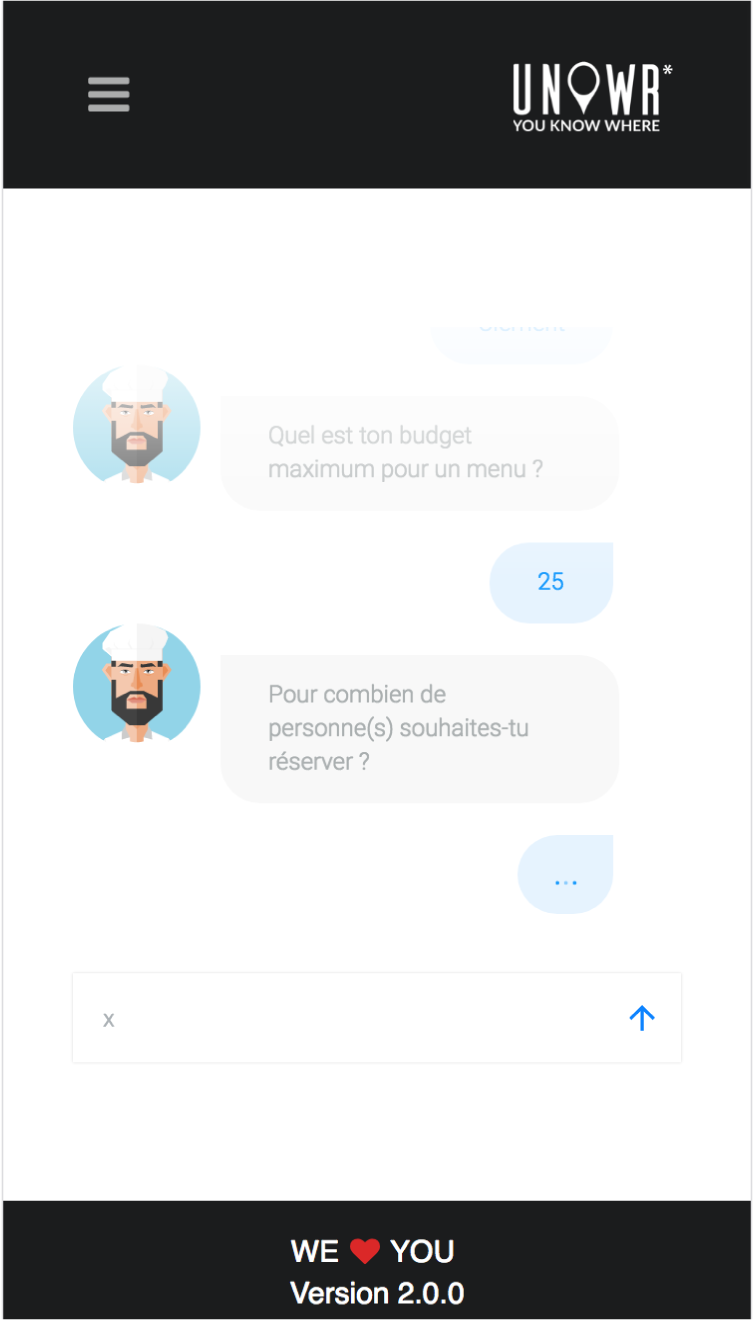 UNOWR*
YOU KNOW WHERE
Quel est ton budget
maximum pour un menu ?
25
Pour combien de
personne(s) souhaites-tu
réserver ?
...
x
WE ❤ YOU
Version 2.0.0